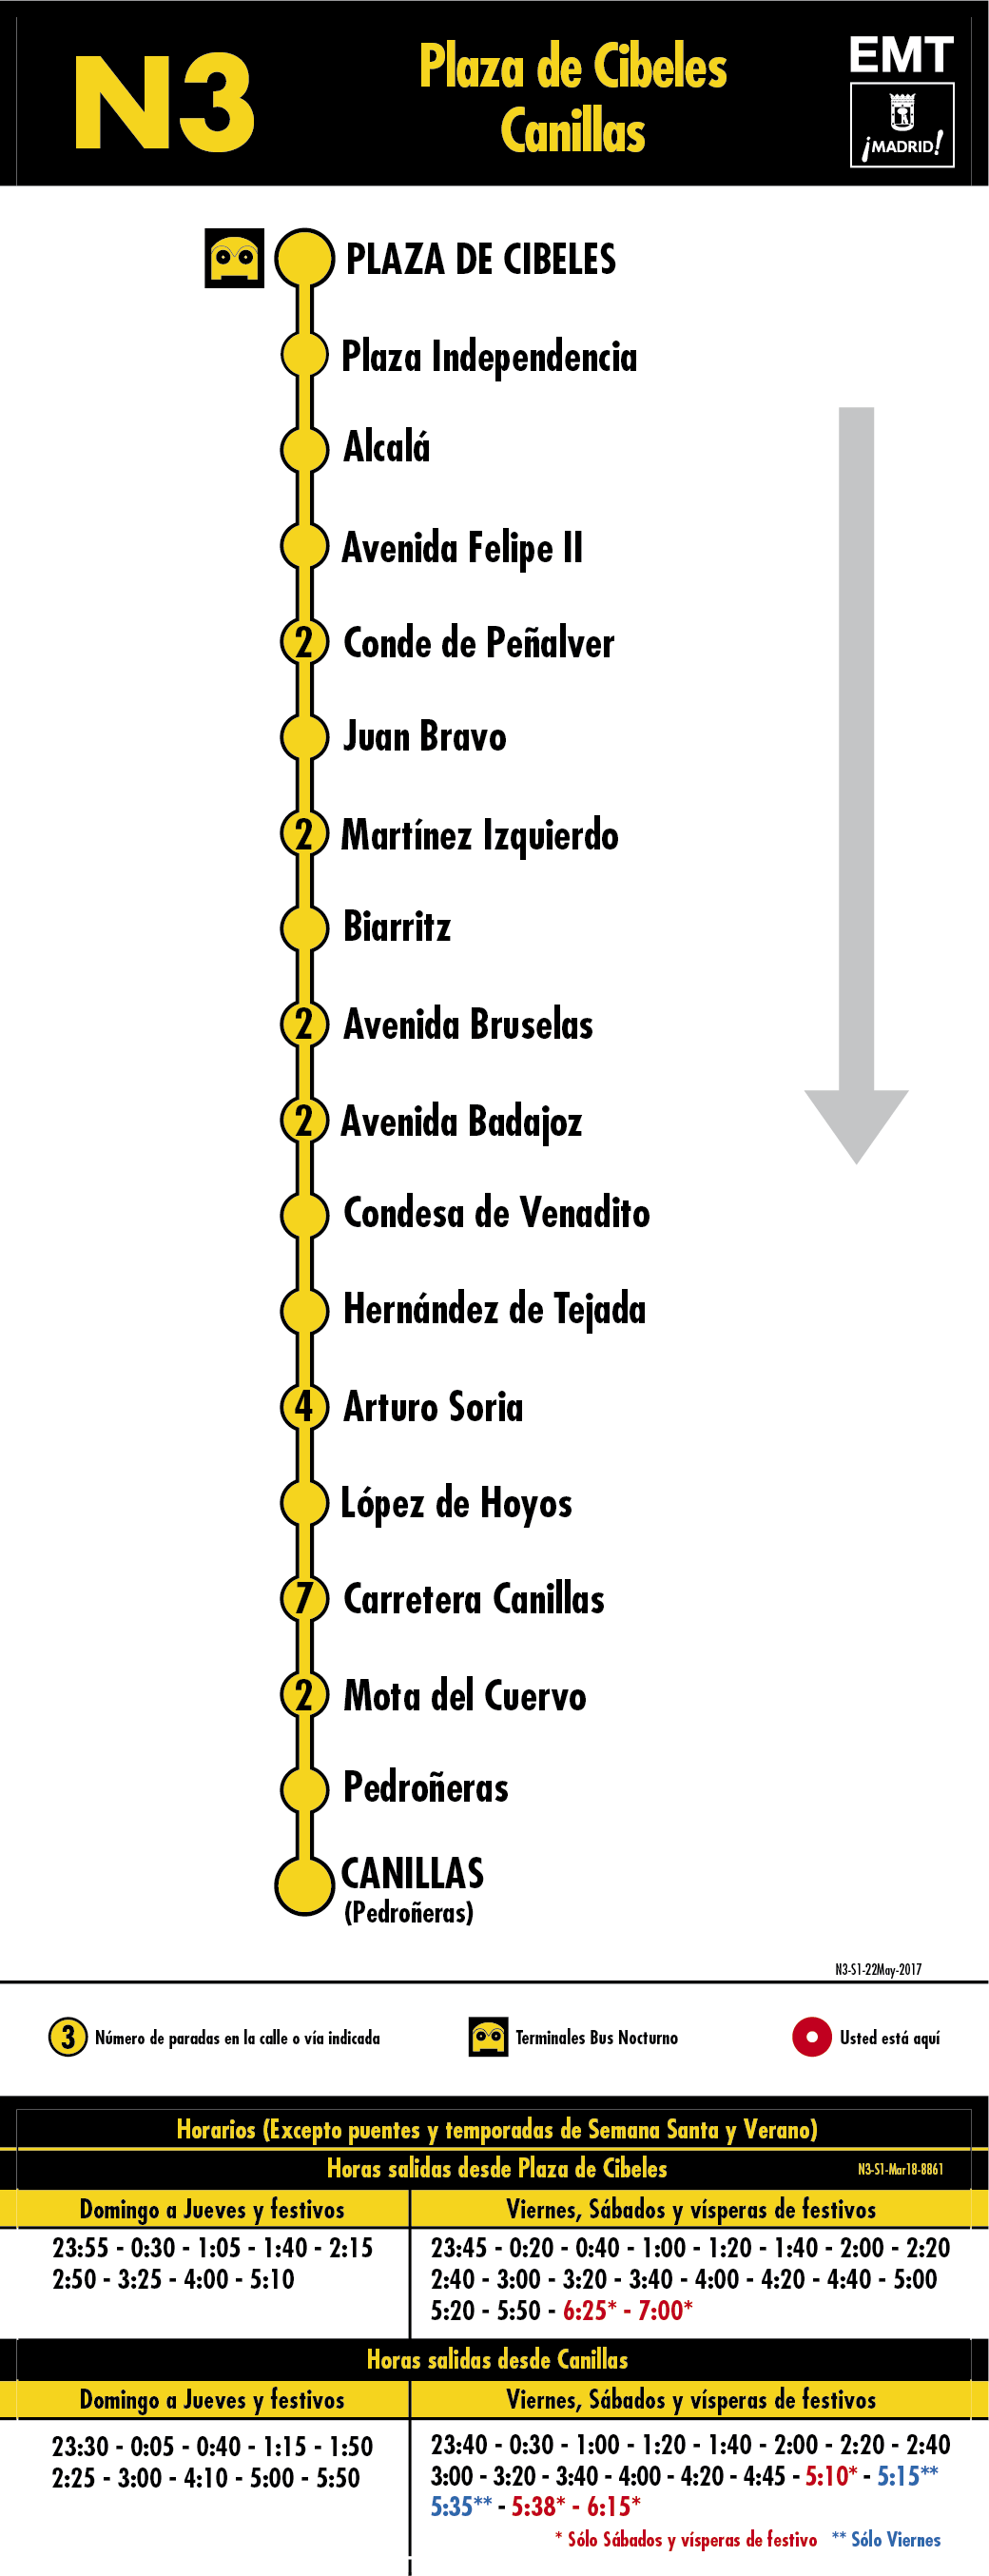 N3
Plaza de Cibeles
Canillas
EMT
¡MADRID!
PLAZA DE CIBELES
Plaza Independencia
Alcalá
Avenida Felipe II
2 Conde de Peñalver
Juan Bravo
2 Martínez Izquierdo
Biarritz
2 Avenida Bruselas
2 Avenida Badajoz
Condesa de Venadito
Hernández de Tejada
4 Arturo Soria
López de Hoyos
7 Carretera Canillas
2 Mota del Cuervo
Pedroñeras
CANILLAS
(Pedroñeras)
N3-S1-22May-2017
3 Número de paradas en la calle o vía indicada
Terminales Bus Nocturno
Usted está aquí
Horarios (Excepto puentes y temporadas de Semana Santa y Verano)
Horas salidas desde Plaza de Cibeles
N3-S1-Mar18-8861
Domingo a Jueves y festivos
23:55 - 0:30 - 1:05 - 1:40 - 2:15
2:50 - 3:25 - 4:00 - 5:10
Viernes, Sábados y vísperas de festivos
23:45 - 0:20 - 0:40 - 1:00 - 1:20 - 1:40 - 2:00 - 2:20
2:40 - 3:00 - 3:20 - 3:40 - 4:00 - 4:20 - 4:40 - 5:00
5:20 - 5:50 - 6:25* - 7:00*
Horas salidas desde Canillas
Domingo a Jueves y festivos
23:30 - 0:05 - 0:40 - 1:15 - 1:50
2:25 - 3:00 - 4:10 - 5:00 - 5:50
Viernes, Sábados y vísperas de festivos
23:40 - 0:30 - 1:00 - 1:20 - 1:40 - 2:00 - 2:20 - 2:40
3:00 - 3:20 - 3:40 - 4:00 - 4:20 - 4:45 - 5:10* - 5:15**
5:35** - 5:38* - 6:15*
* Sólo Sábados y vísperas de festivo ** Sólo Viernes